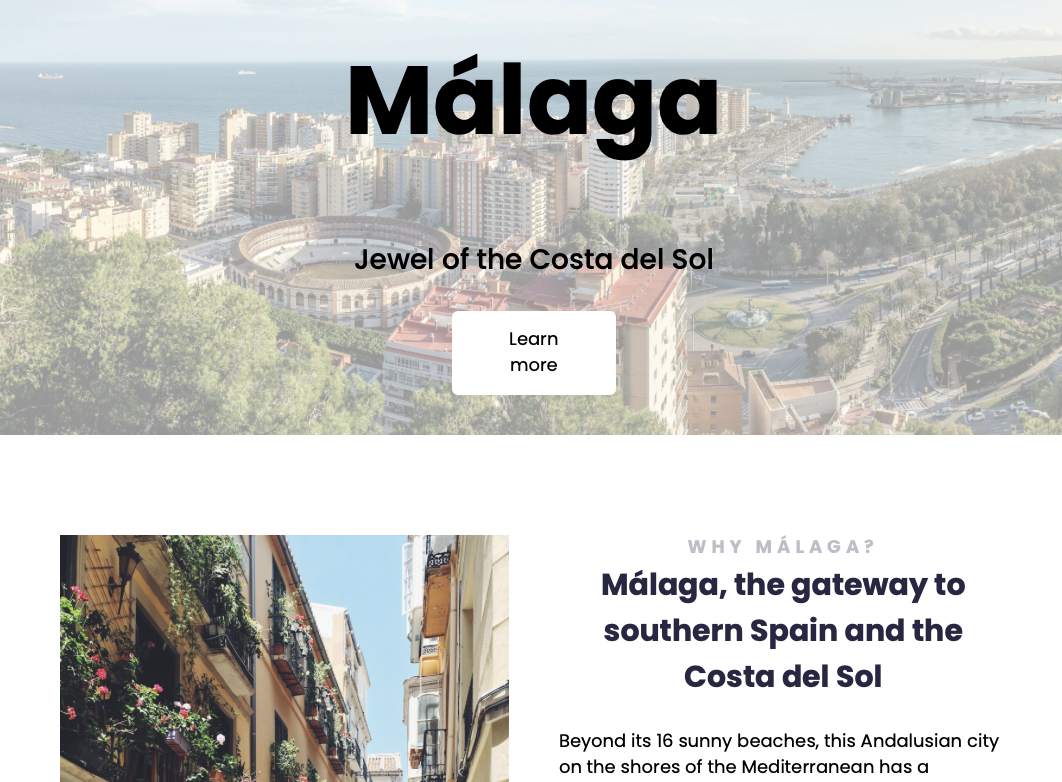 Málaga
Jewel of the Costa del Sol
Learn
more
WHY MÁLAGA?
Málaga, the gateway to
southern Spain and the
Costa del Sol
Beyond its 16 sunny beaches, this Andalusian city
on the shores of the Mediterranean has a